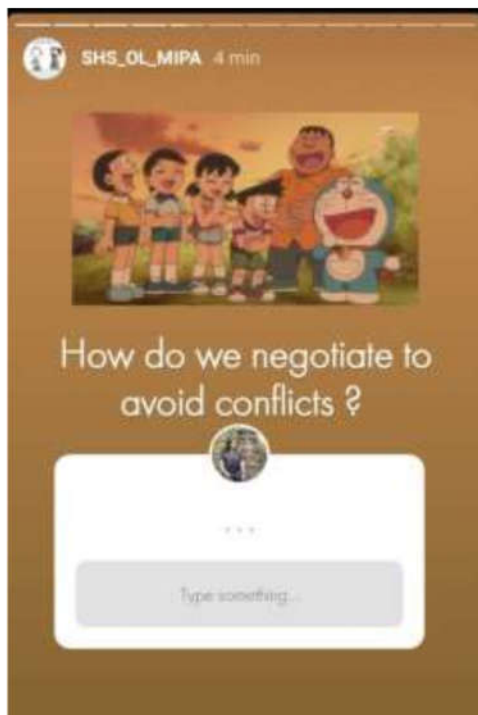 SHS_OL_MIPA 4 min
How do we negotiate to
avoid conflicts ?
...
Type something...